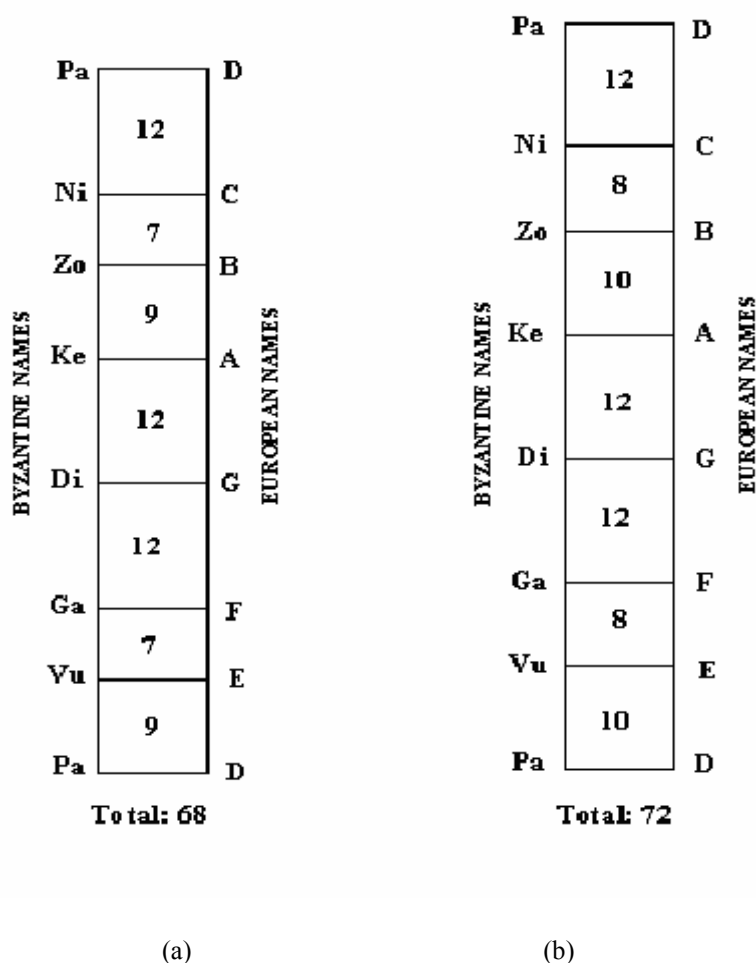 Pa D
12
Ni C
7
Zo B
9
Ke A
12
Di G
12
Ga F
7
Vu E
9
Pa D
BYZANTINE NAMES
EUROPEAN NAMES
Total: 68
(a)
Pa D
12
Ni C
8
Zo B
10
Ke A
12
Di G
12
Ga F
8
Vu E
10
Pa D
BYZANTINE NAMES
EUROPEAN NAMES
Total: 72
(b)